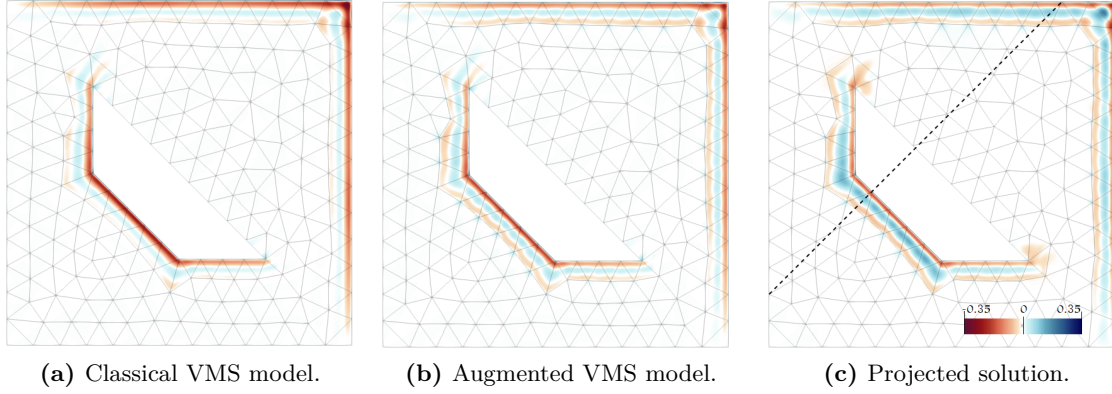 -0.35 0 0.35
(a) Classical VMS model.
(b) Augmented VMS model.
(c) Projected solution.